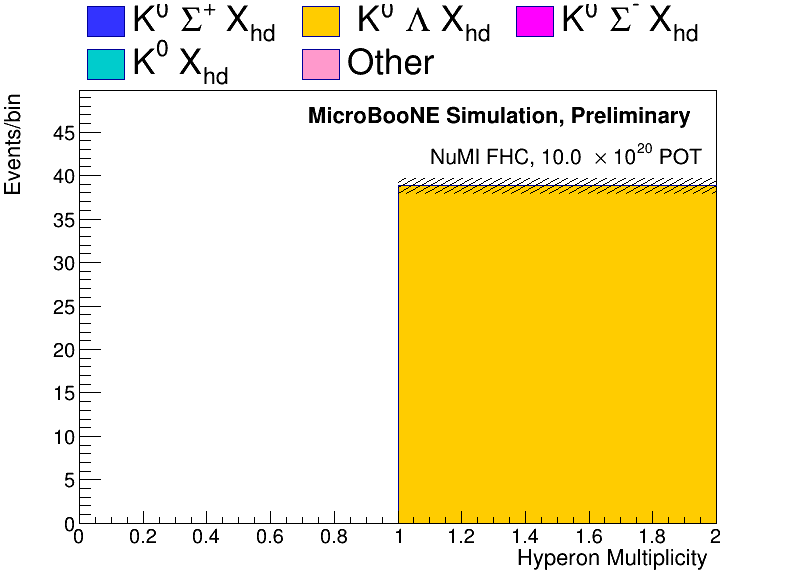 K⁰ Σ⁺ X_hd K⁰ Λ X_hd K⁰ Σ⁻ X_hd
K⁰ X_hd Other
MicroBooNE Simulation, Preliminary
NuMI FHC, 10.0 × 10²⁰ POT
Events/bin
45
40
35
30
25
20
15
10
5
0
0 0.2 0.4 0.6 0.8 1 1.2 1.4 1.6 1.8 2
Hyperon Multiplicity